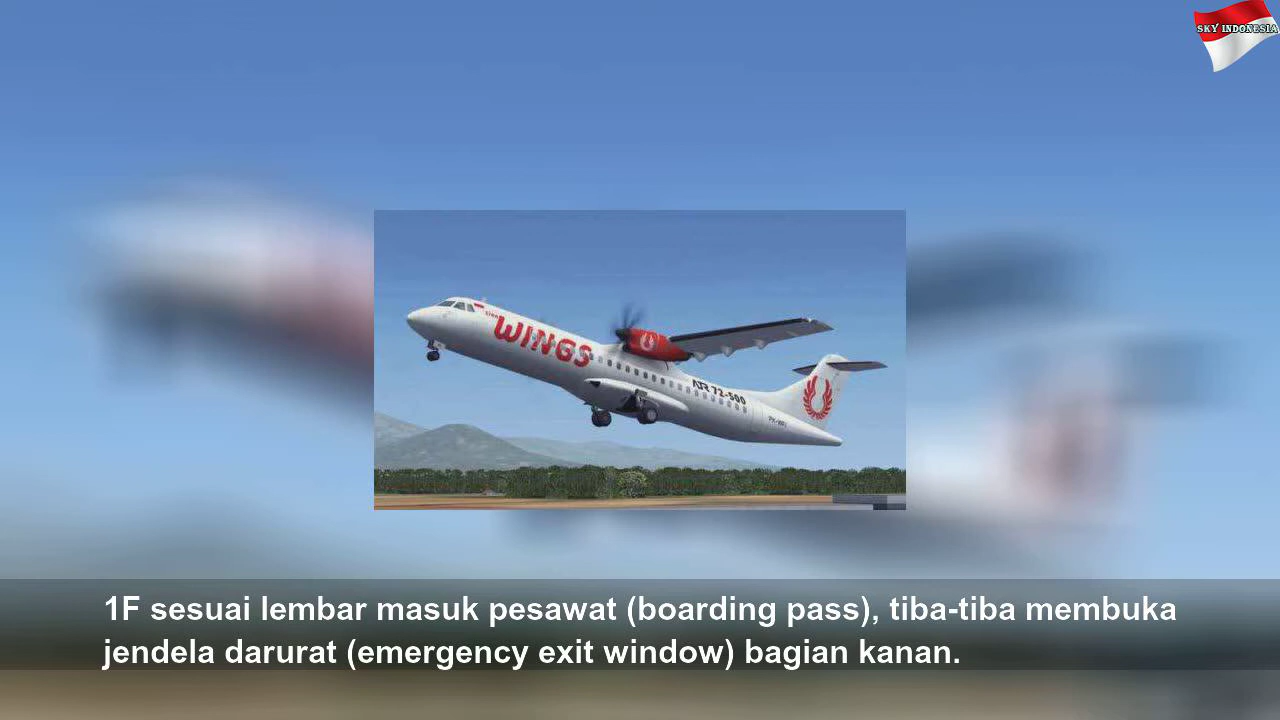 SKY INDONESIA
Lion
WINGS
ATR 72-500
1F sesuai lembar masuk pesawat (boarding pass), tiba-tiba membuka
jendela darurat (emergency exit window) bagian kanan.